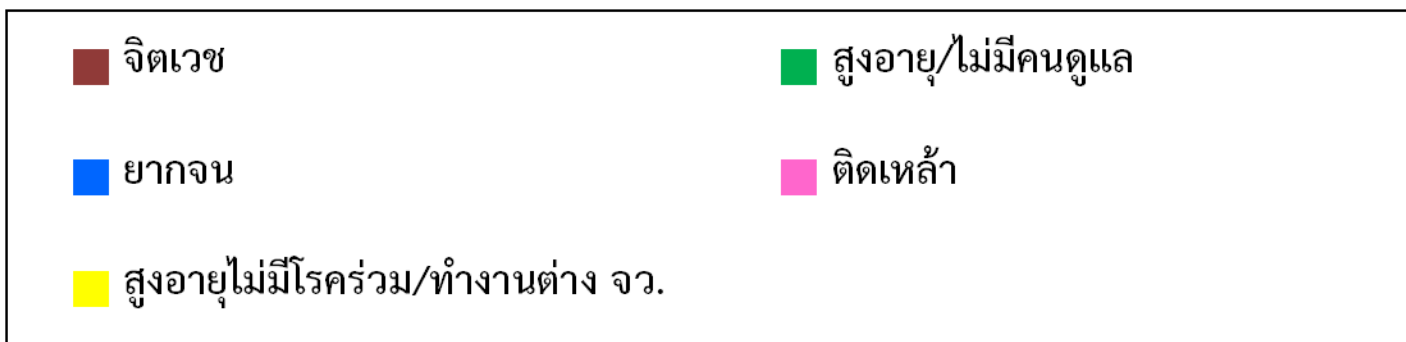 จิตเวช
สูงอายุ/ไม่มีคนดูแล
ยากจน
ติดเหล้า
สูงอายุไม่มีโรคร่วม/ทำงานต่าง จว.